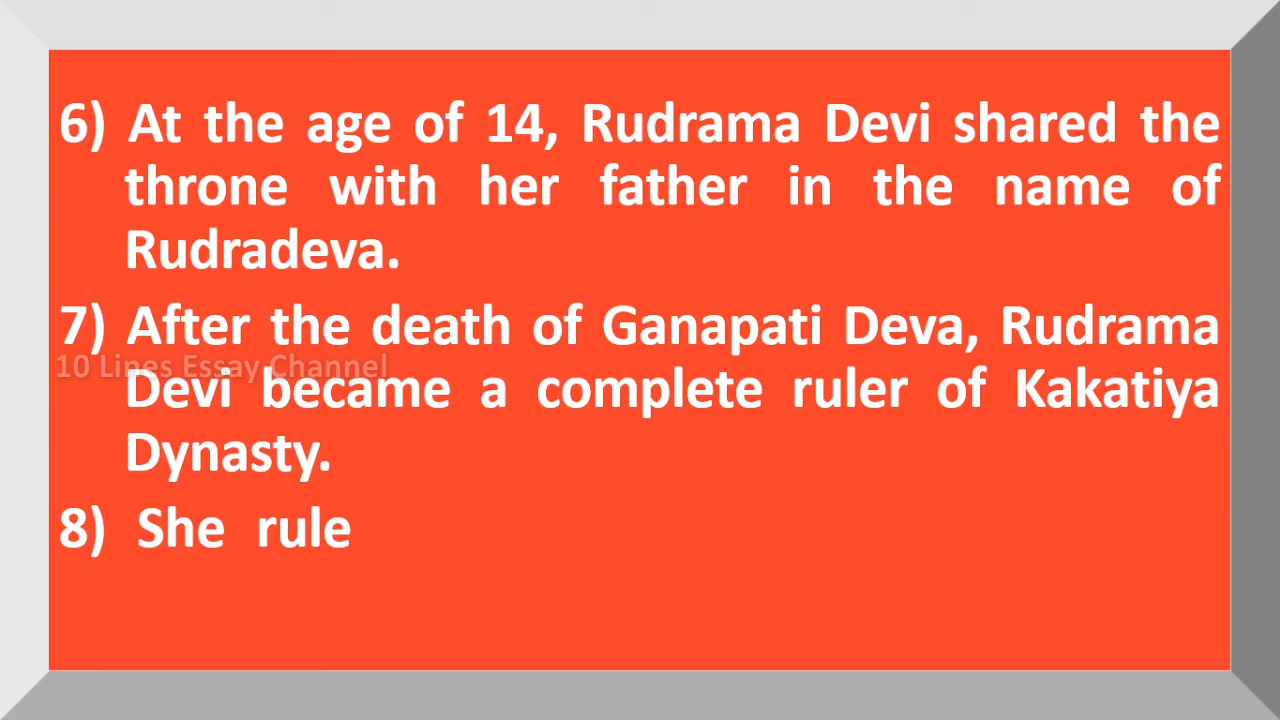 6) At the age of 14, Rudrama Devi shared the
throne with her father in the name of
Rudradeva.
7) After the death of Ganapati Deva, Rudrama
10 Lines Essay Channel
Devi became a complete ruler of Kakatiya
Dynasty.
8) She rule